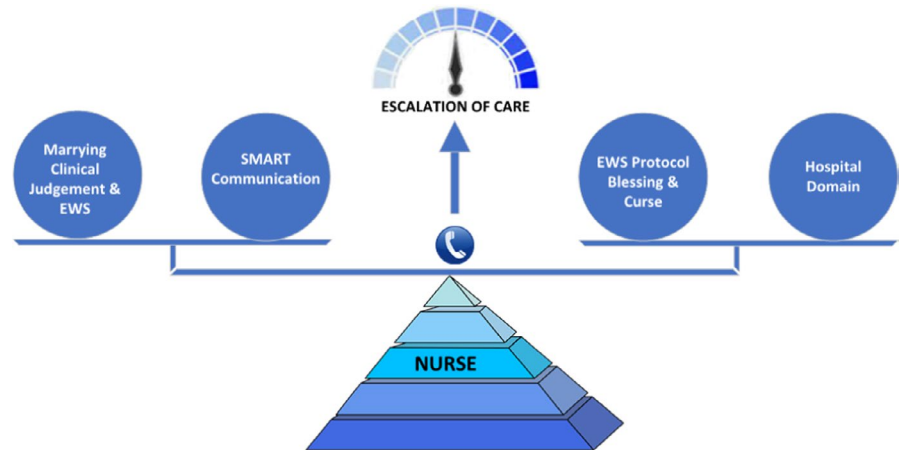 ESCALATION OF CARE
Marrying
Clinical
Judgement &
EWS
SMART
Communication
EWS Protocol
Blessing &
Curse
Hospital
Domain
NURSE